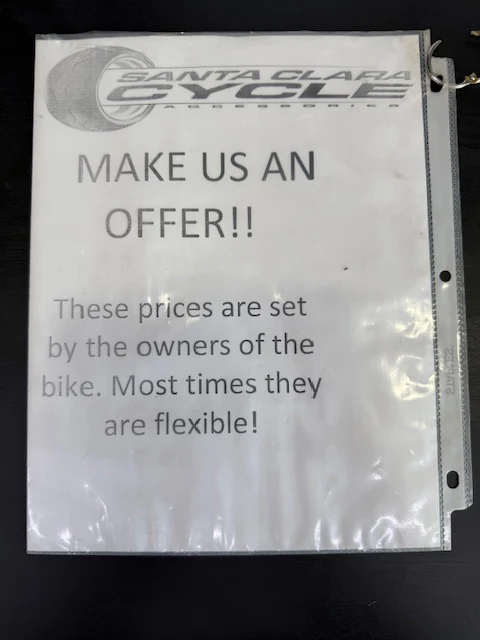 SANTA CLARA
CYCLE
ACCESSORIES
MAKE US AN
OFFER!!
These prices are set
by the owners of the
bike. Most times they
are flexible!